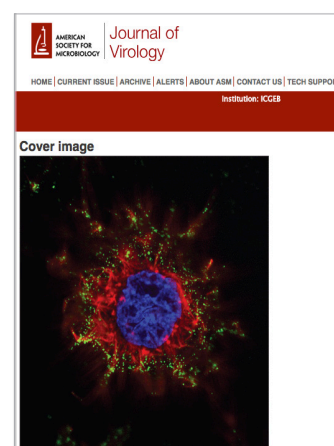 AMERICAN
SOCIETY FOR
MICROBIOLOGY
Journal of
Virology
HOME | CURRENT ISSUE | ARCHIVE | ALERTS | ABOUT ASM | CONTACT US | TECH SUPPO
Institution: ICGEB
Cover image